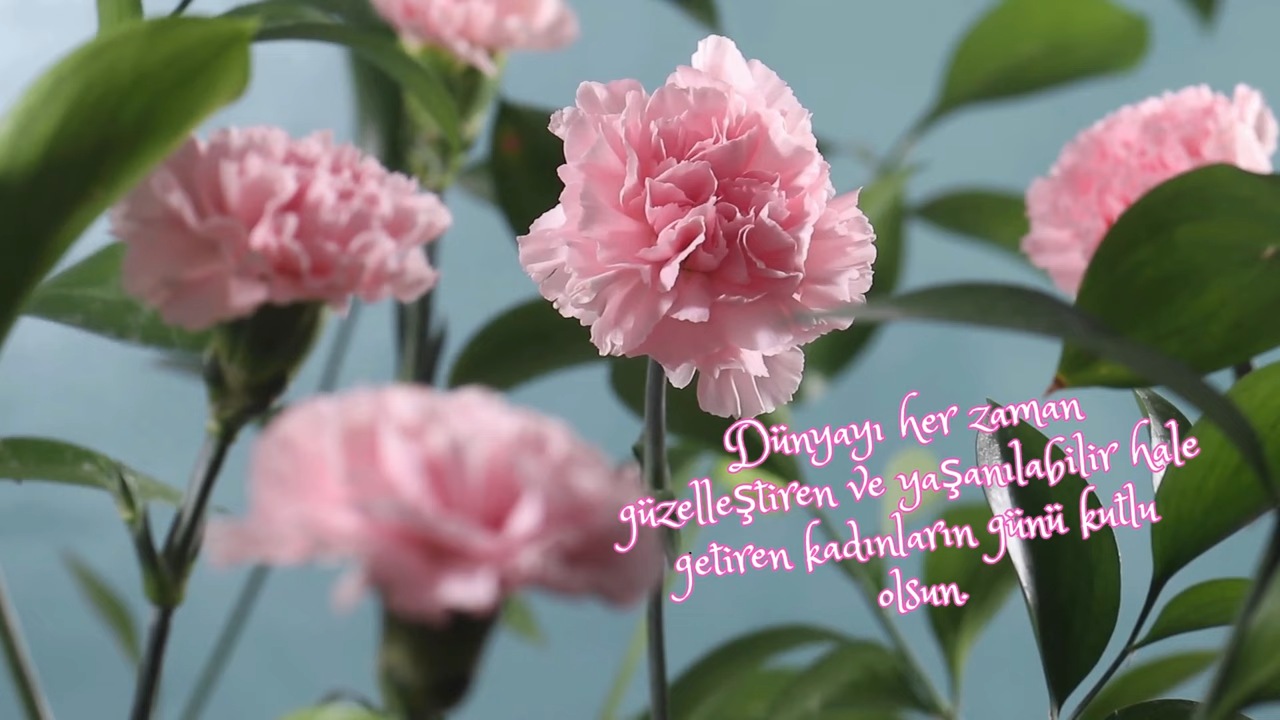 Dünyayı her zaman
güzelleştiren ve yaşanılabilir hale
getiren kadınların günü kutlu
olsun.